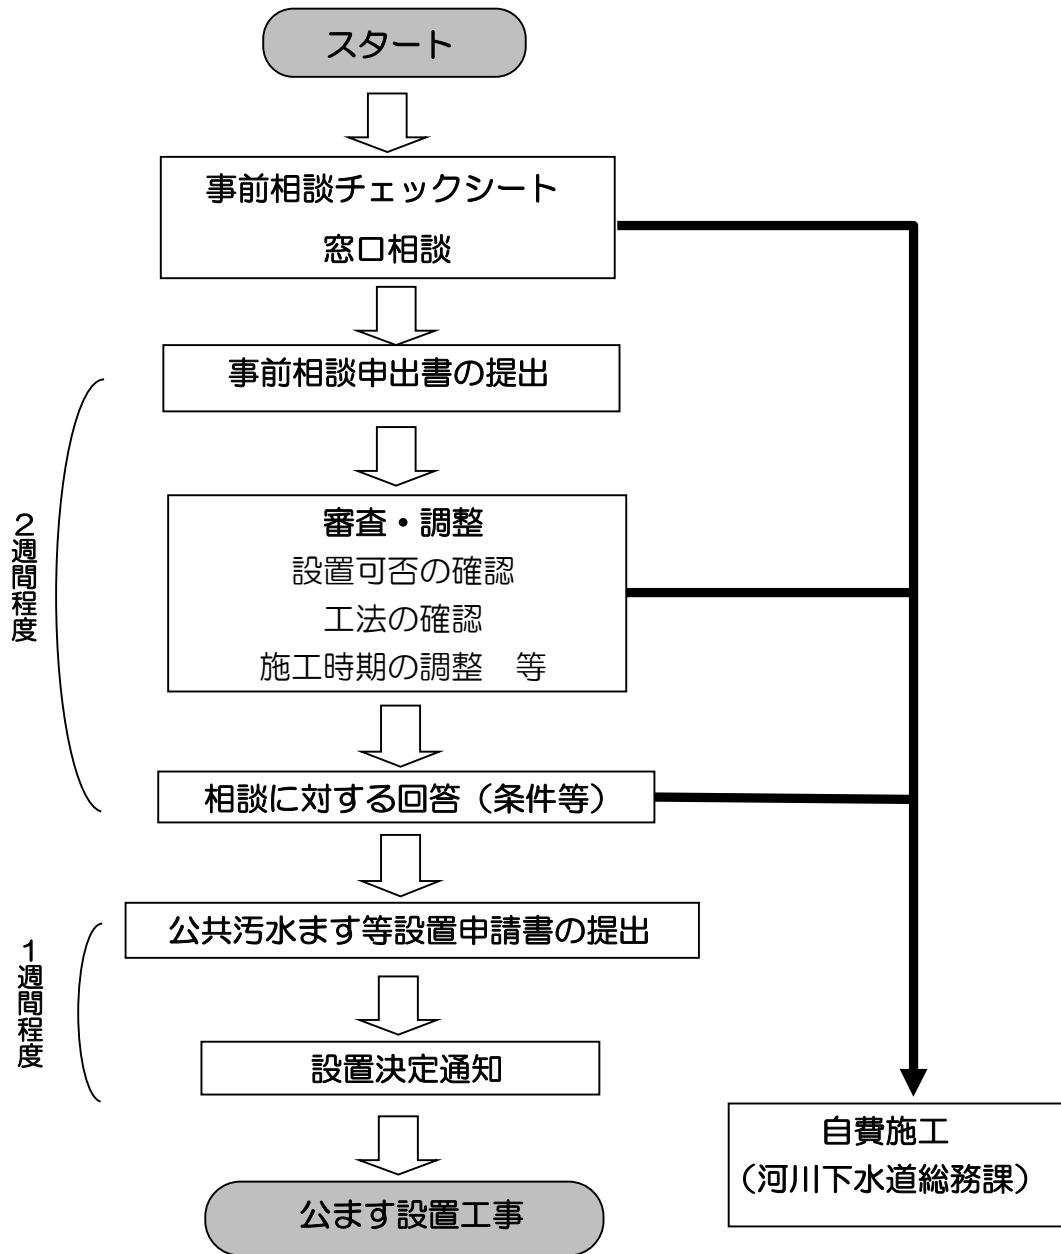 スタート
事前相談チェックシート
窓口相談
事前相談申出書の提出
2週間程度
審査・調整
設置可否の確認
工法の確認
施工時期の調整　等
相談に対する回答（条件等）
公共汚水ます等設置申請書の提出
1週間程度
設置決定通知
自費施工
（河川下水道総務課）
公ます設置工事